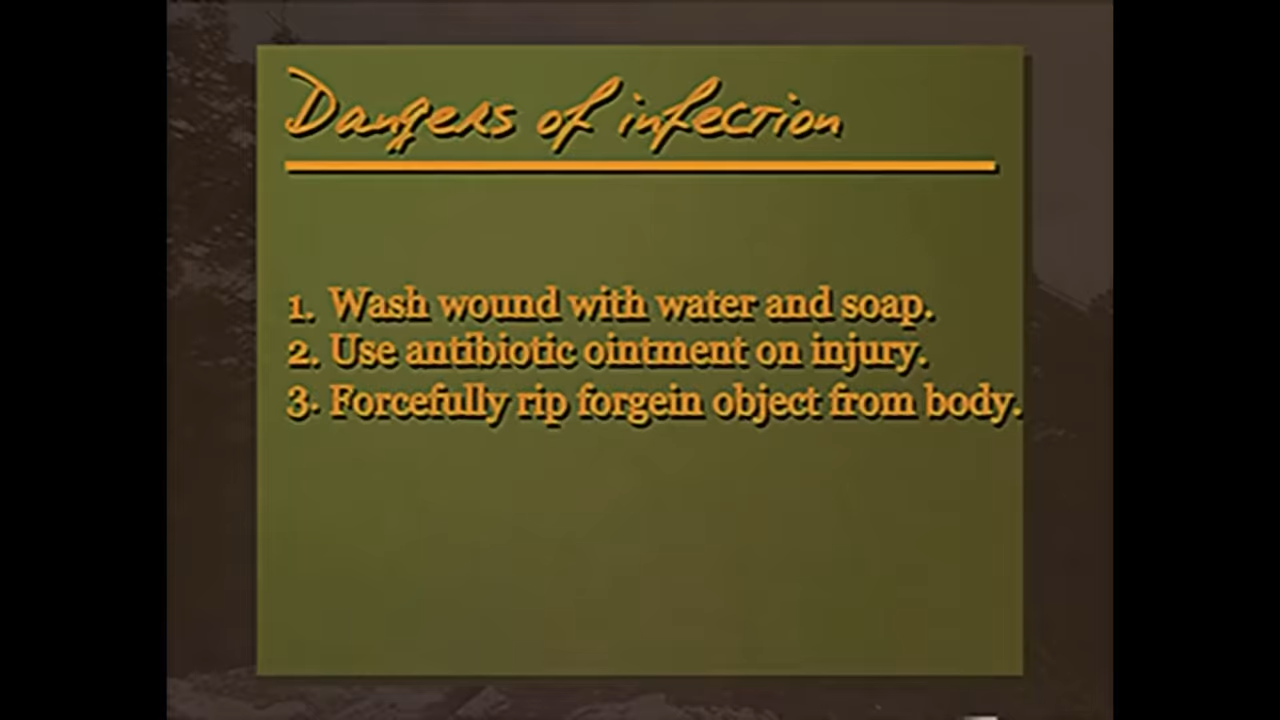 Dangers of infection
1. Wash wound with water and soap.
2. Use antibiotic ointment on injury.
3. Forcefully rip forgein object from body.